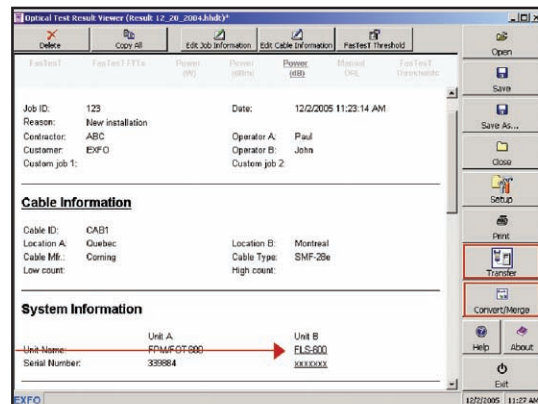 Optical Test Result Viewer (Result 12_20_2004.hhdt)*
Delete Copy All Edit Job Information Edit Cable Information FasTesT Threshold
Open
FasTesT FasTesT FTTx Power (W) Power (dBm) Power (dB) Manual ORL FasTesT Thresholds
Save
Job ID: 123 Date: 12/2/2005 11:23:14 AM
Reason: New installation
Save As...
Contractor: ABC Operator A: Paul
Customer: EXFO Operator B: John
Custom job 1: Custom job 2:
Close
Cable Information
Setup
Cable ID: CAB1
Location A: Quebec Location B: Montreal
Cable Mfr.: Corning Cable Type: SMF-28e
Low count: High count:
Print
Transfer
System Information
Convert/Merge
Unit A Unit B
Unit Name: FPM/FOT-600 FLS-600
Serial Number: 339884 xxxxxxx
Help About
Exit
EXFO 12/2/2005 11:27 AM